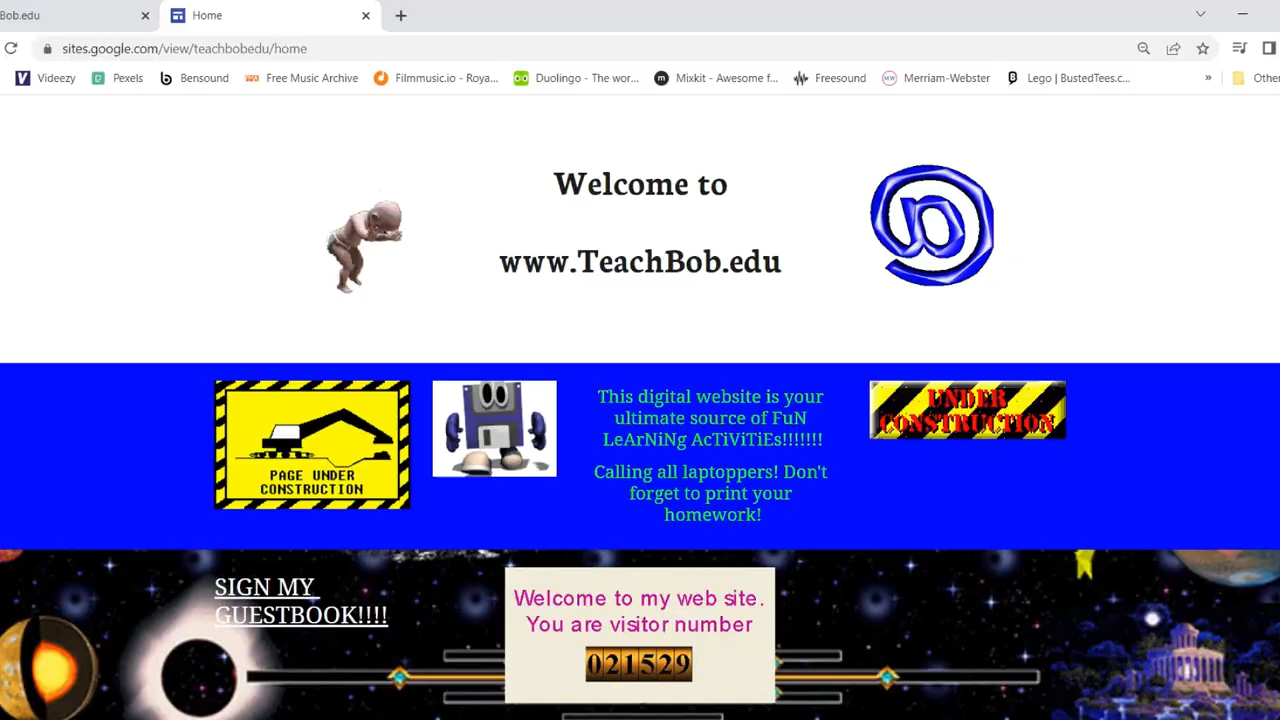 Bob.edu
Home
sites.google.com/view/teachbobedu/home
Videezy
Pexels
Bensound
Free Music Archive
Filmmusic.io - Roya...
Duolingo - The wor...
Mixkit - Awesome f...
Freesound
Merriam-Webster
Lego | BustedTees.c...
»
Other
Welcome to
www.TeachBob.edu
PAGE UNDER
CONSTRUCTION
This digital website is your
ultimate source of FuN
LeArNiNg AcTiViTiEs!!!!!!!
Calling all laptoppers! Don't
forget to print your
homework!
UNDER
CONSTRUCTION
SIGN MY
GUESTBOOK!!!!
Welcome to my web site.
You are visitor number
021529